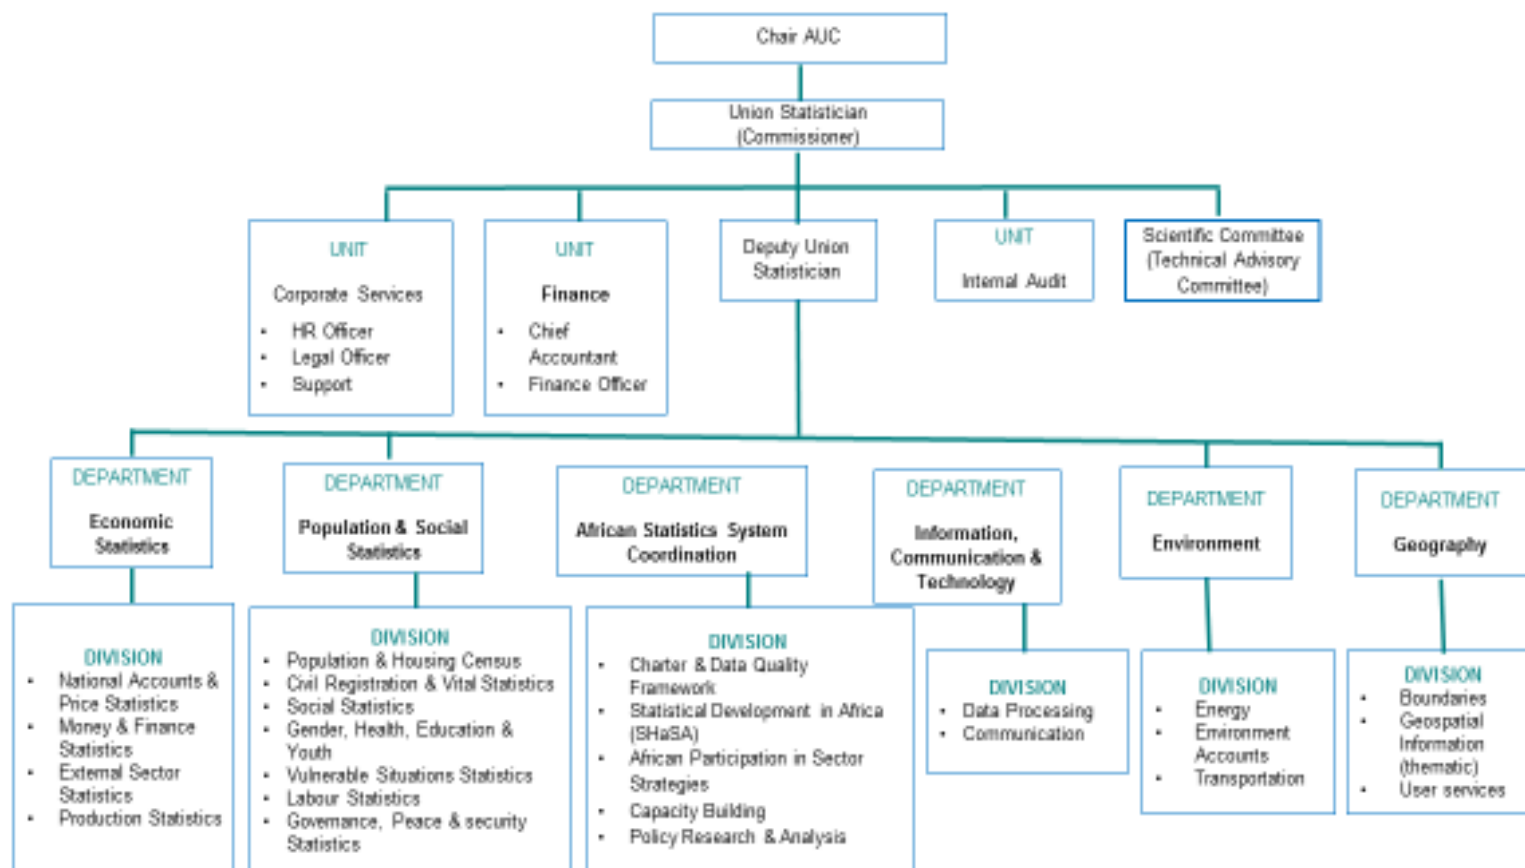 Chair AUC
Union Statistician
(Commissioner)
UNIT
Corporate Services
• HR Officer
• Legal Officer
• Support
UNIT
Finance
• Chief
Accountant
• Finance Officer
Deputy Union
Statistician
UNIT
Internal Audit
Scientific Committee
(Technical Advisory
Committee)
DEPARTMENT
Economic
Statistics
DEPARTMENT
Population & Social
Statistics
DEPARTMENT
African Statistics System
Coordination
DEPARTMENT
Information,
Communication &
Technology
DEPARTMENT
Environment
DEPARTMENT
Geography
DIVISION
• National Accounts &
Price Statistics
• Money & Finance
Statistics
• External Sector
Statistics
• Production Statistics
DIVISION
• Population & Housing Census
• Civil Registration & Vital Statistics
• Social Statistics
• Gender, Health, Education &
Youth
• Vulnerable Situations Statistics
• Labour Statistics
• Governance, Peace & security
Statistics
DIVISION
• Charter & Data Quality
Framework
• Statistical Development in Africa
(SHaSA)
• African Participation in Sector
Strategies
• Capacity Building
• Policy Research & Analysis
DIVISION
• Data Processing
• Communication
DIVISION
• Energy
• Environment
Accounts
• Transportation
DIVISION
• Boundaries
• Geospatial
Information
(thematic)
• User services